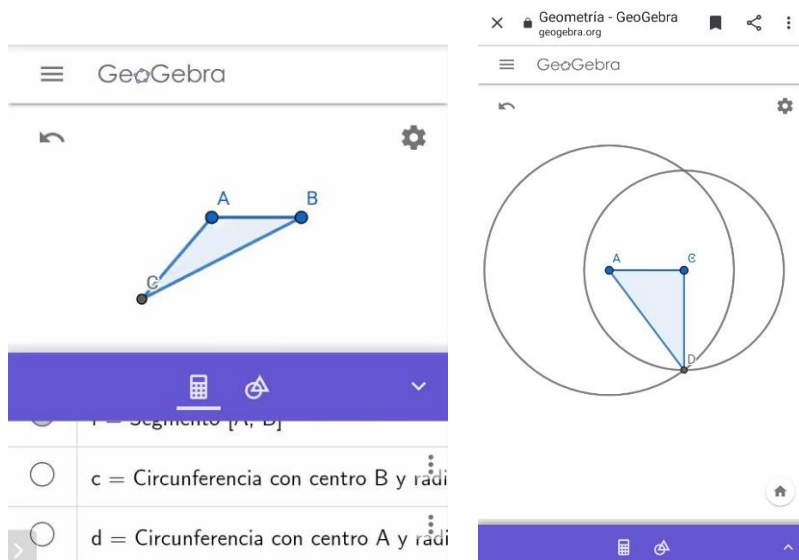 GeoGebra
A
B
C
c = Circunferencia con centro B y radi
d = Circunferencia con centro A y radi
Geometría - GeoGebra
geogebra.org
GeoGebra
A
D